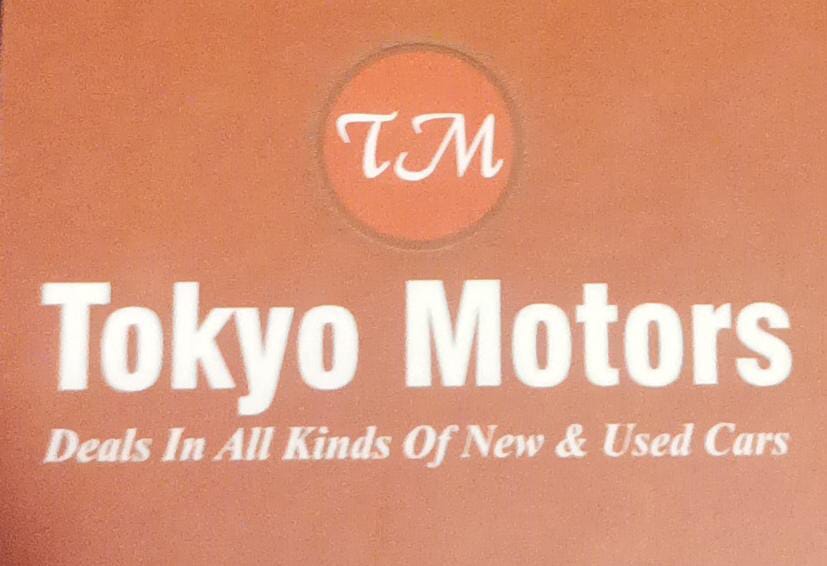 TM
Tokyo Motors
Deals In All Kinds Of New & Used Cars